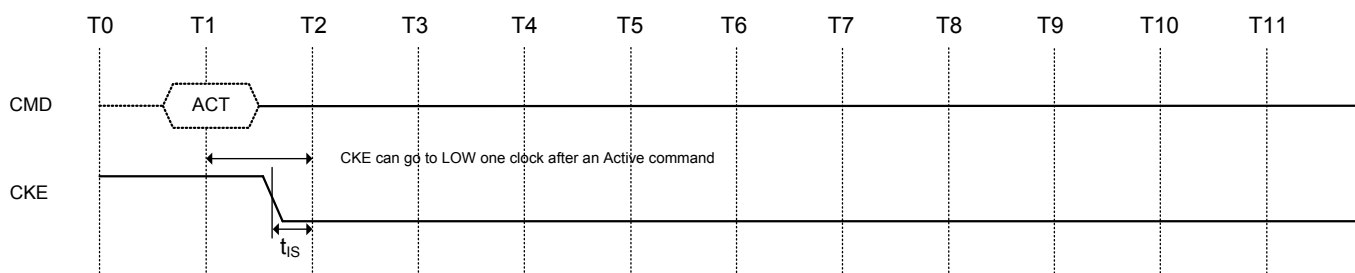 T0 T1 T2 T3 T4 T5 T6 T7 T8 T9 T10 T11
CMD ACT
CKE can go to LOW one clock after an Active command
CKE
tIS